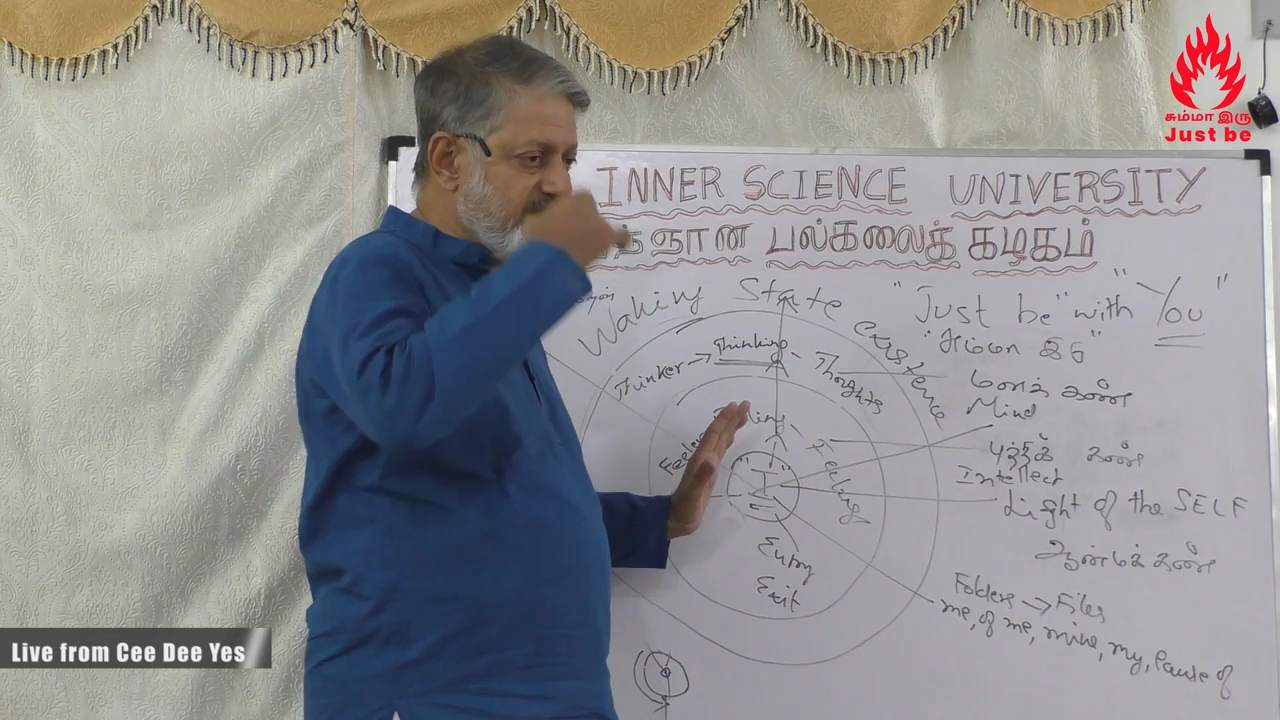 சும்மா இரு
Just be
INNER SCIENCE UNIVERSITY
பல்கலைக் கழகம்
Waking State existence
"Just be" with "You"
"சும்மா இரு"
Thinker → Thinking - Thoughts
மனக் கண்
Mind
Feeling
புத்திக் கண்
Intellect
Light of the SELF
ஆன்மக் கண்
I
Entry
Exit
Folders → Files
me, of me, mine, my, cause of
Live from Cee Dee Yes